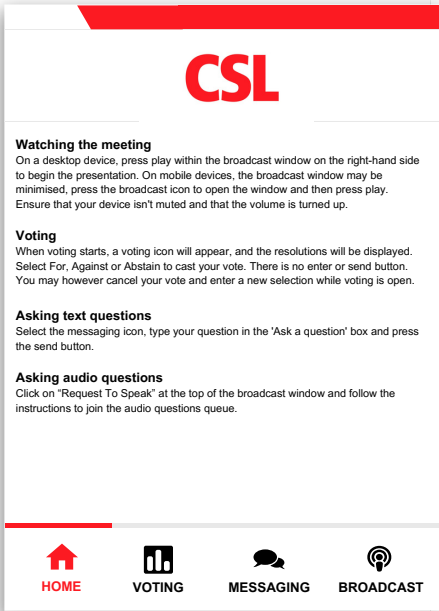 CSL
Watching the meeting
On a desktop device, press play within the broadcast window on the right-hand side
to begin the presentation. On mobile devices, the broadcast window may be
minimised, press the broadcast icon to open the window and then press play.
Ensure that your device isn't muted and that the volume is turned up.
Voting
When voting starts, a voting icon will appear, and the resolutions will be displayed.
Select For, Against or Abstain to cast your vote. There is no enter or send button.
You may however cancel your vote and enter a new selection while voting is open.
Asking text questions
Select the messaging icon, type your question in the 'Ask a question' box and press
the send button.
Asking audio questions
Click on “Request To Speak” at the top of the broadcast window and follow the
instructions to join the audio questions queue.
HOME VOTING MESSAGING BROADCAST